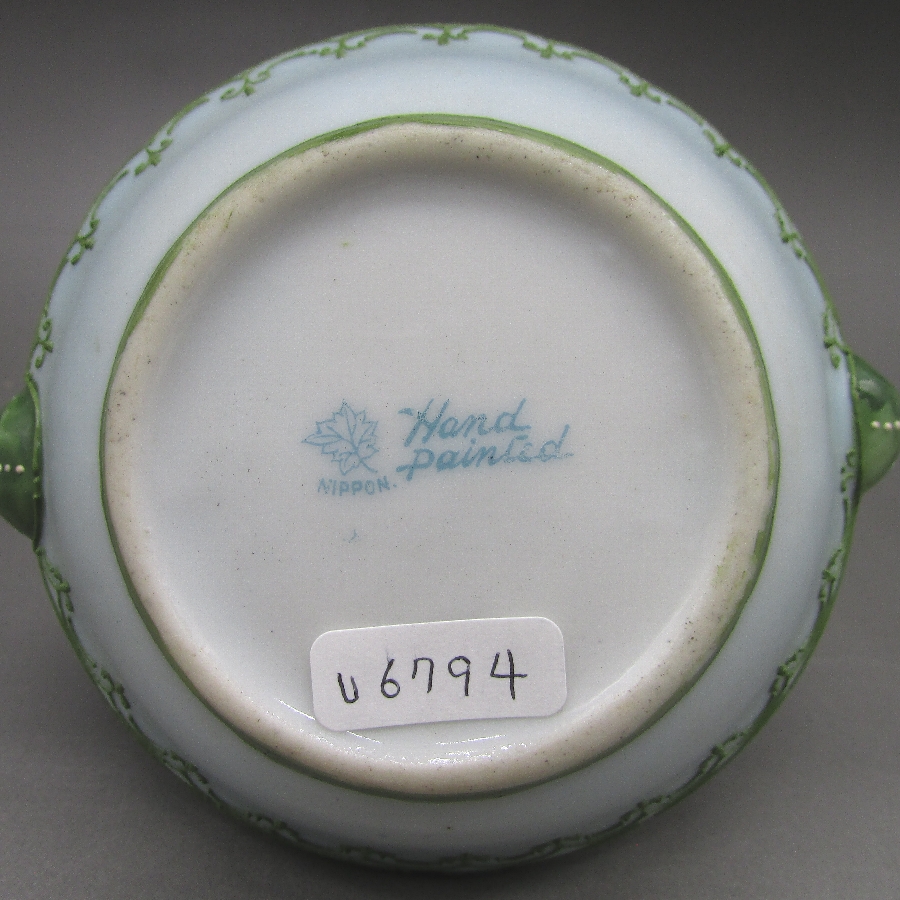 Hand
Painted
NIPPON.
U6794